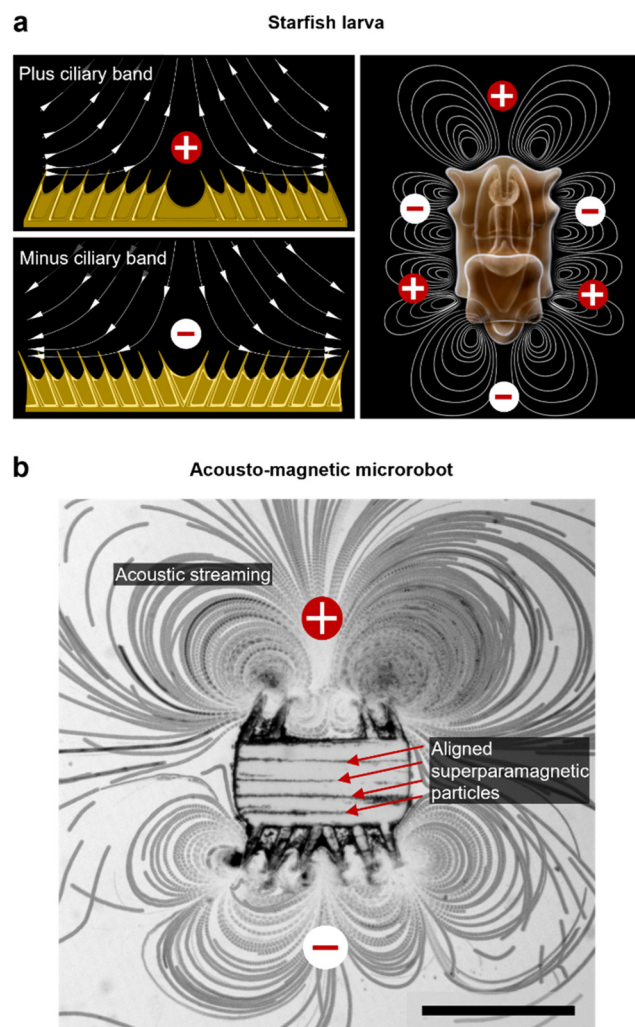 a
Starfish larva
Plus ciliary band
+
+
Minus ciliary band
−
−
−
+
+
−
b
Acousto-magnetic microrobot
Acoustic streaming
+
Aligned
superparamagnetic
particles
−